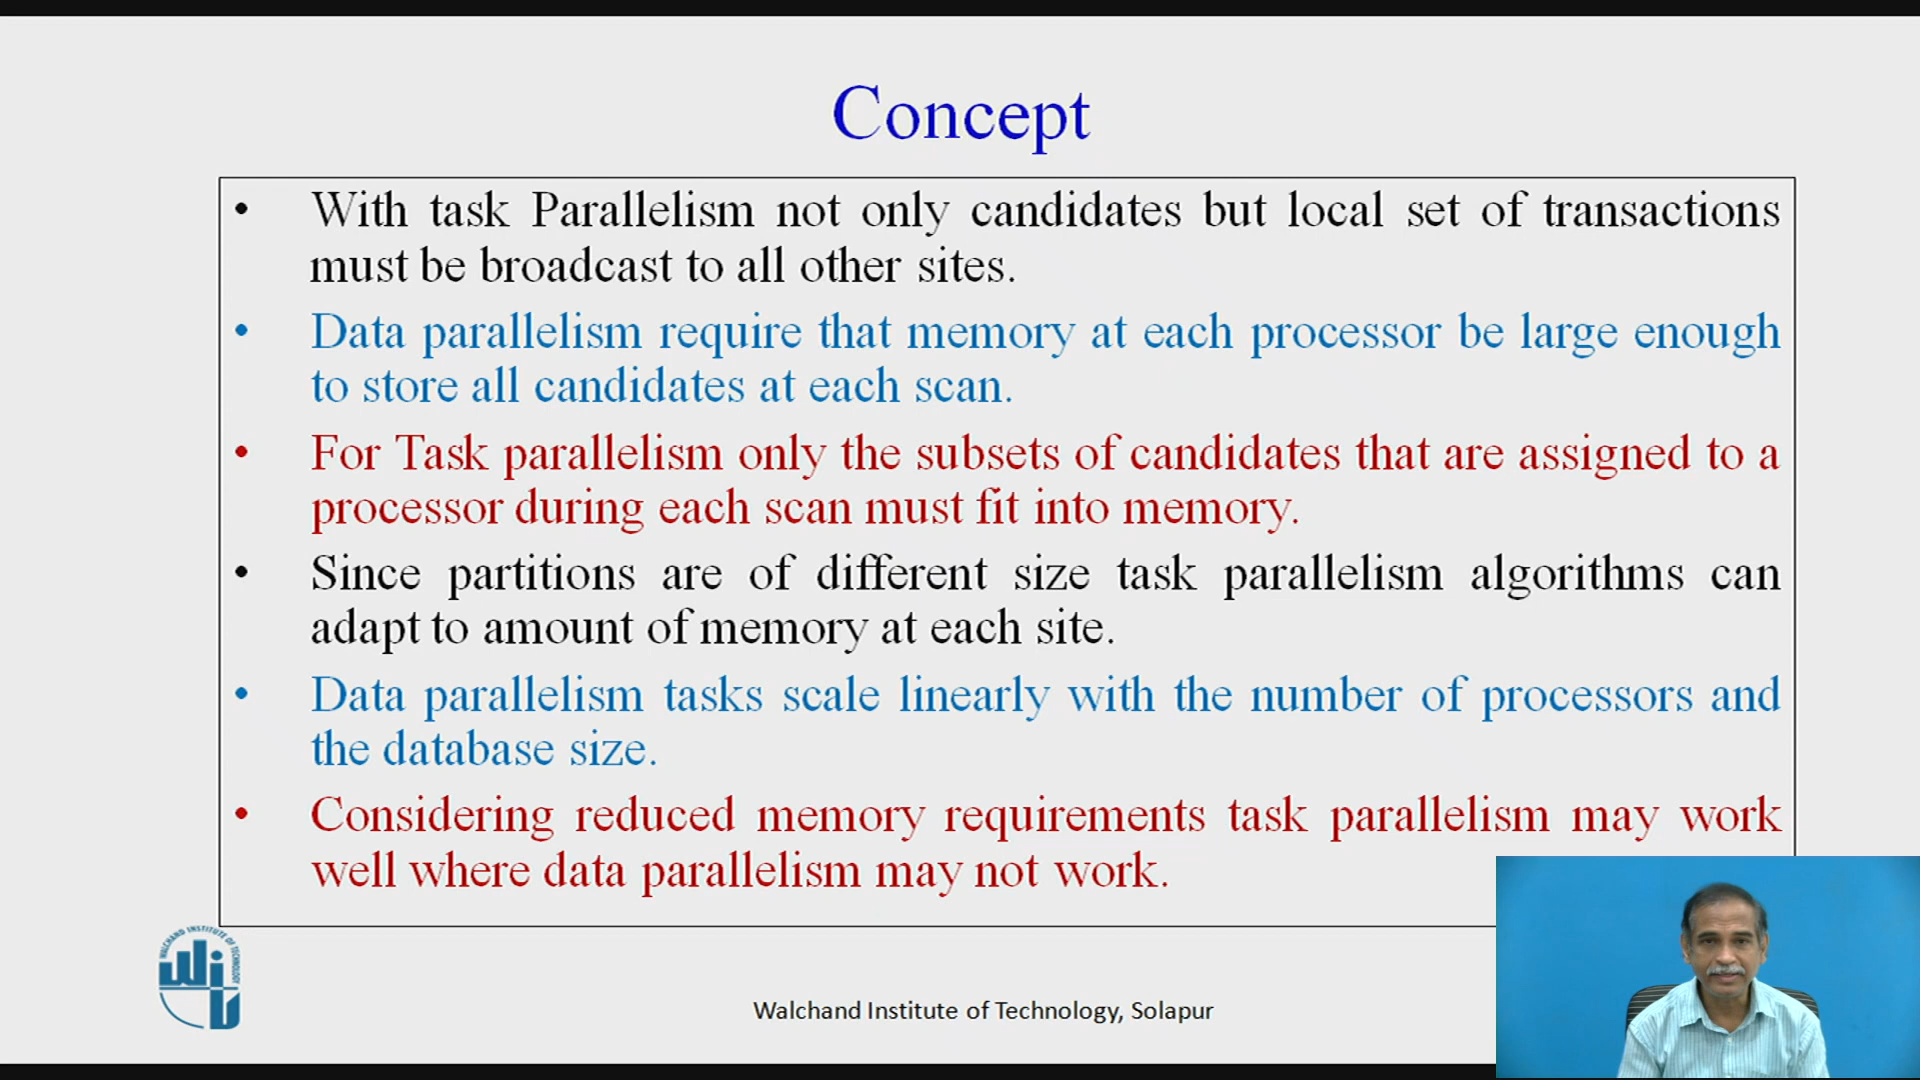 Concept
• With task Parallelism not only candidates but local set of transactions
must be broadcast to all other sites.
• Data parallelism require that memory at each processor be large enough
to store all candidates at each scan.
• For Task parallelism only the subsets of candidates that are assigned to a
processor during each scan must fit into memory.
• Since partitions are of different size task parallelism algorithms can
adapt to amount of memory at each site.
• Data parallelism tasks scale linearly with the number of processors and
the database size.
• Considering reduced memory requirements task parallelism may work
well where data parallelism may not work.
WALCHAND INSTITUTE OF TECHNOLOGY
WIT
Walchand Institute of Technology, Solapur